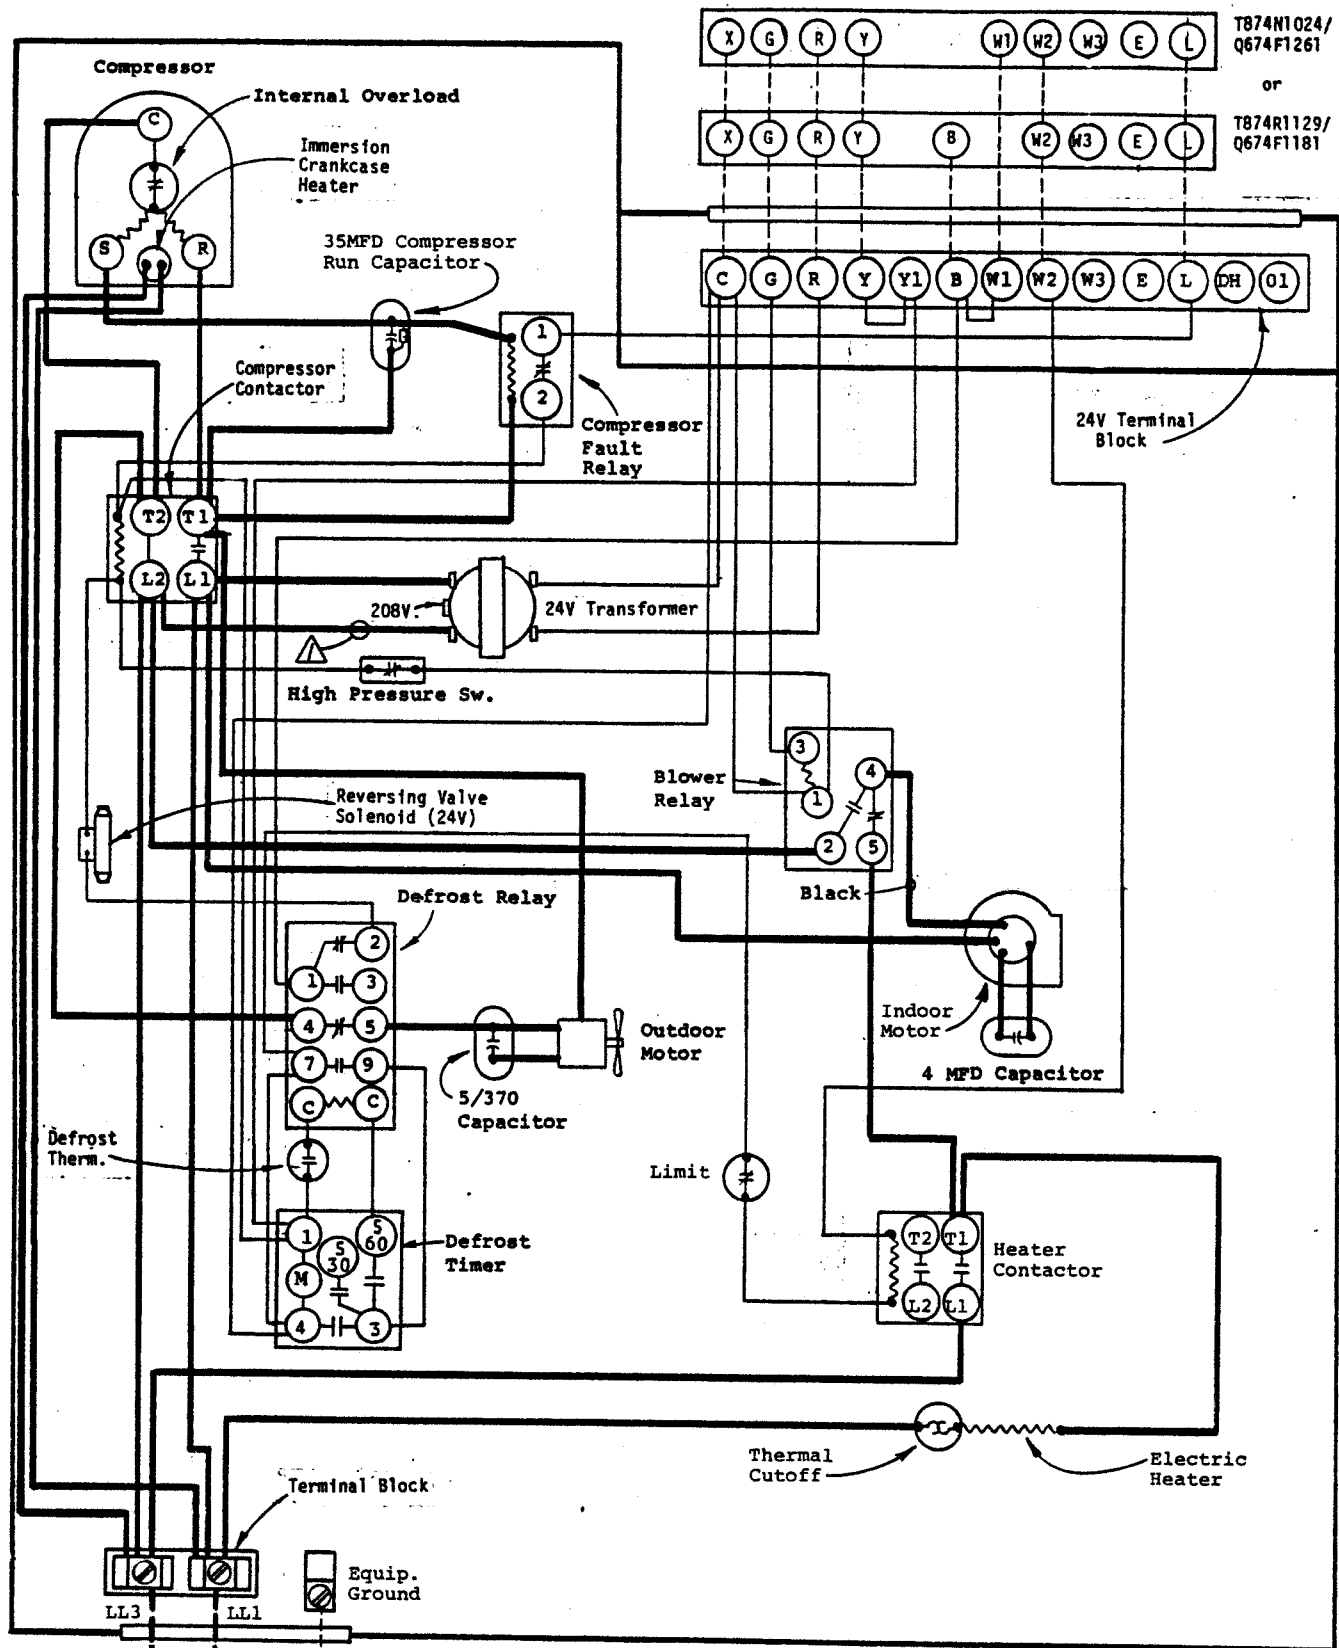 X G R Y W1 W2 W3 E L
T874N1024/
Q674F1261
or
X G R Y B W2 W3 E L
T874R1129/
Q674F1181
Compressor
Internal Overload
Immersion
Crankcase
Heater
C
S R
35MFD Compressor
Run Capacitor
C G R Y Y1 B W1 W2 W3 E L DH O1
1
2
Compressor
Contactor
Compressor
Fault
Relay
24V Terminal
Block
T2 T1
L2 L1
208V.
24V Transformer
High Pressure Sw.
Blower
Relay
3
4
1
2 5
Reversing Valve
Solenoid (24V)
Black
Defrost Relay
2
1 3
4 5
7 9
C C
Outdoor
Motor
5/370
Capacitor
Indoor
Motor
4 MFD Capacitor
Defrost
Therm.
Limit
1
S
30
S
60
M
4 3
Defrost
Timer
T2 T1
L2 L1
Heater
Contactor
Thermal
Cutoff
Electric
Heater
Terminal Block
Equip.
Ground
LL3 LL1